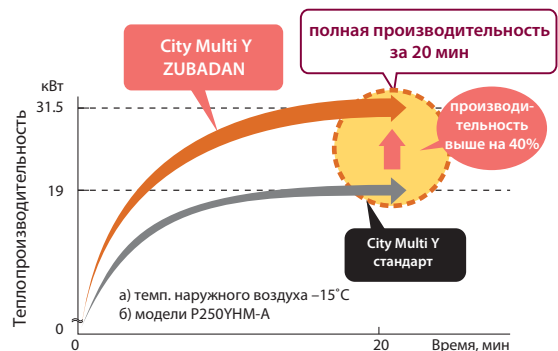 City Multi Y
ZUBADAN
полная производительность
за 20 мин
кВт
31.5
производи-
тельность
выше на 40%
Теплопроизводительность
19
City Multi Y
стандарт
а) темп. наружного воздуха –15˚С
б) модели P250YHM-A
0
0
20
Время, мин